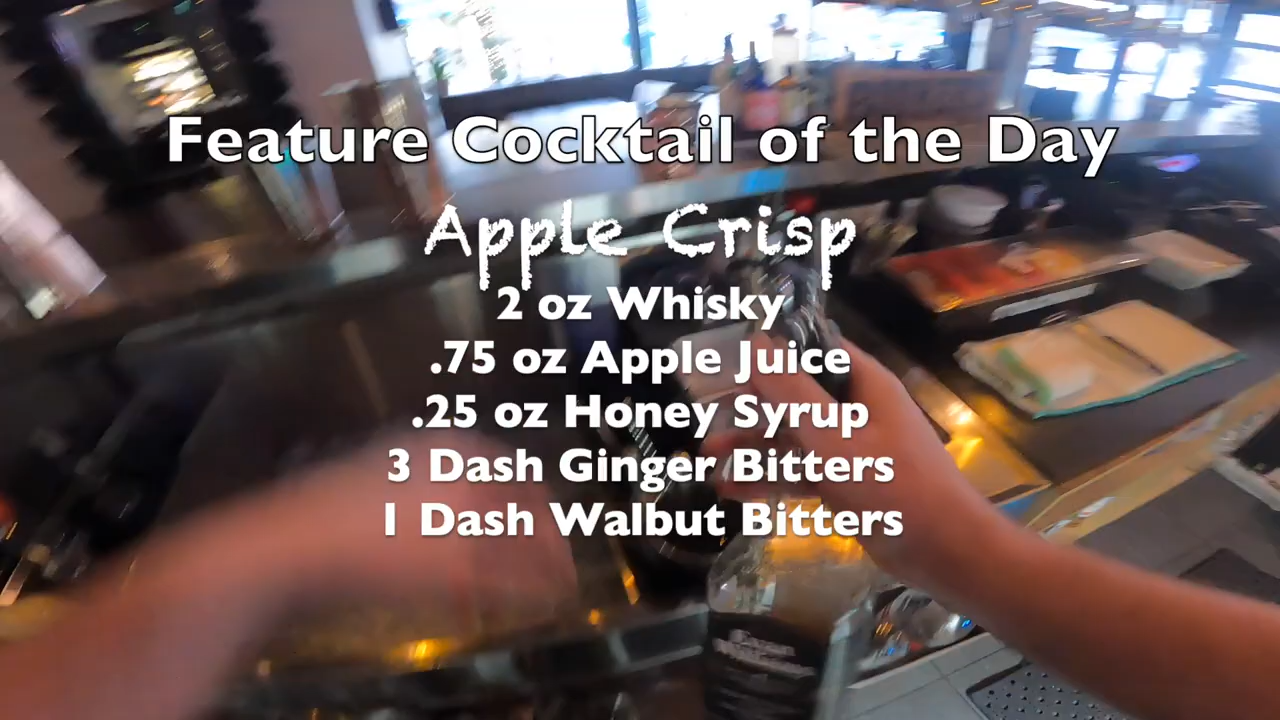 Feature Cocktail of the Day
Apple Crisp
2 oz Whisky
.75 oz Apple Juice
.25 oz Honey Syrup
3 Dash Ginger Bitters
1 Dash Walbut Bitters